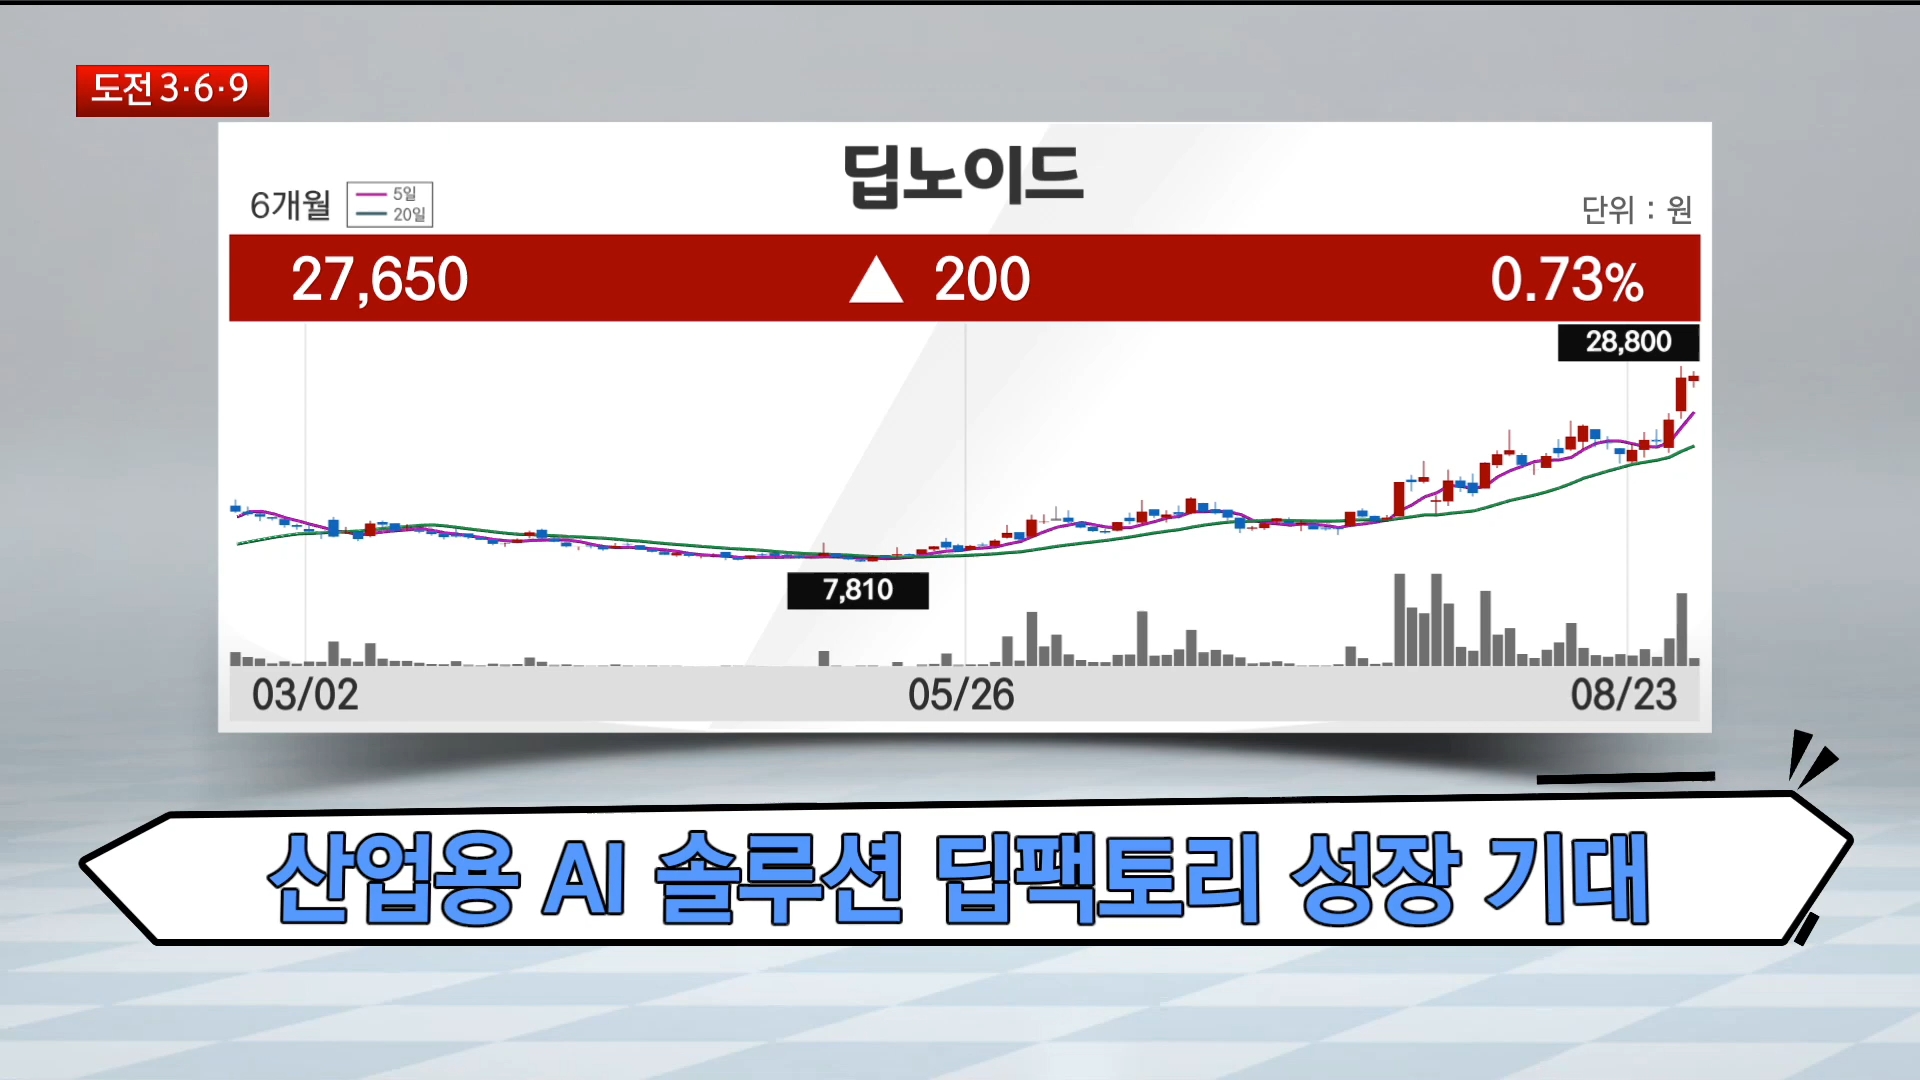 도전 3·6·9
딥노이드
6개월
5일
20일
단위 : 원
27,650 ▲ 200 0.73%
28,800
7,810
03/02 05/26 08/23
산업용 AI 솔루션 딥팩토리 성장 기대